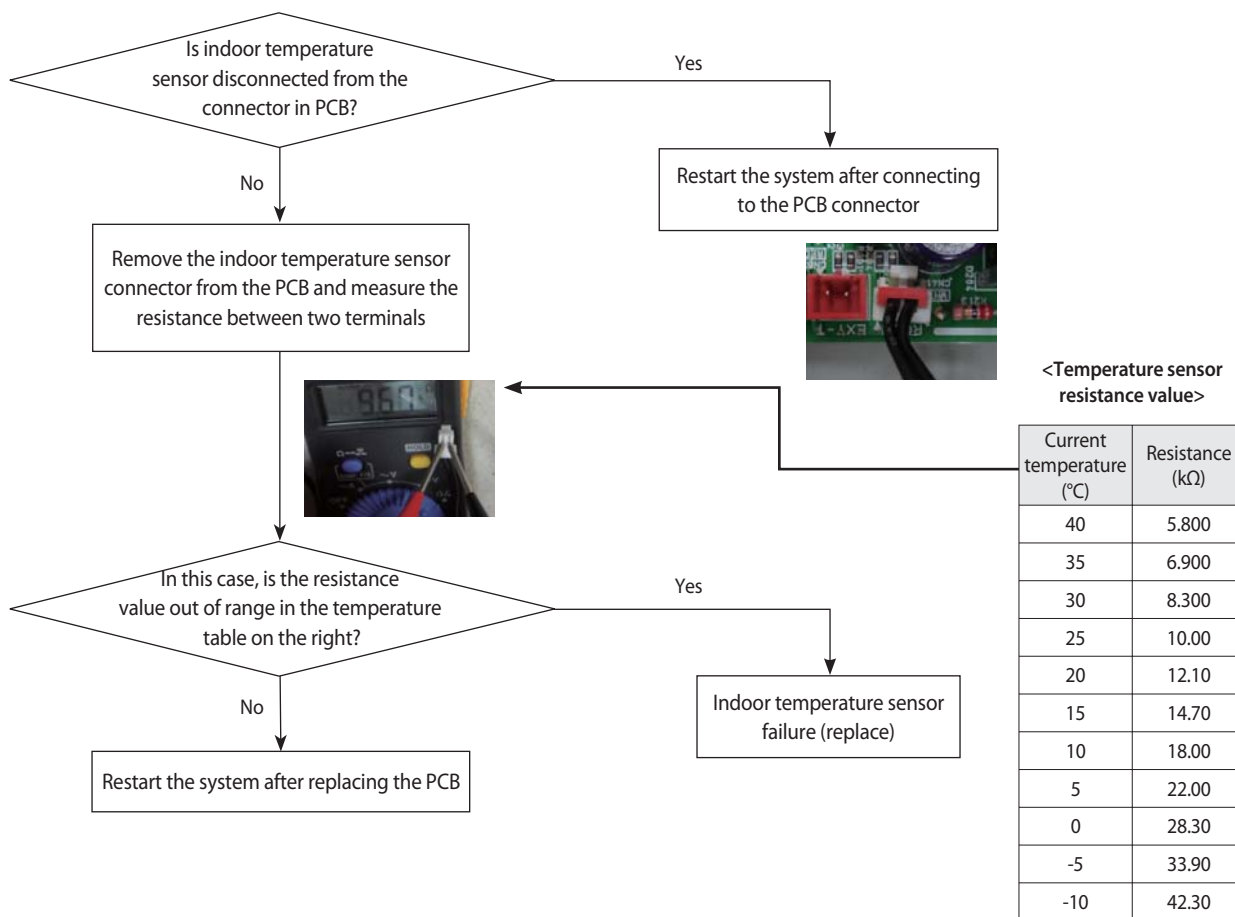 Is indoor temperature
sensor disconnected from the
connector in PCB?
Yes
No
Restart the system after connecting
to the PCB connector
Remove the indoor temperature sensor
connector from the PCB and measure the
resistance between two terminals
EXT-T
HOLD
<Temperature sensor
resistance value>
Current
temperature
(°C)
Resistance
(kΩ)
40 5.800
35 6.900
30 8.300
25 10.00
20 12.10
15 14.70
10 18.00
5 22.00
0 28.30
-5 33.90
-10 42.30
In this case, is the resistance
value out of range in the temperature
table on the right?
Yes
No
Indoor temperature sensor
failure (replace)
Restart the system after replacing the PCB